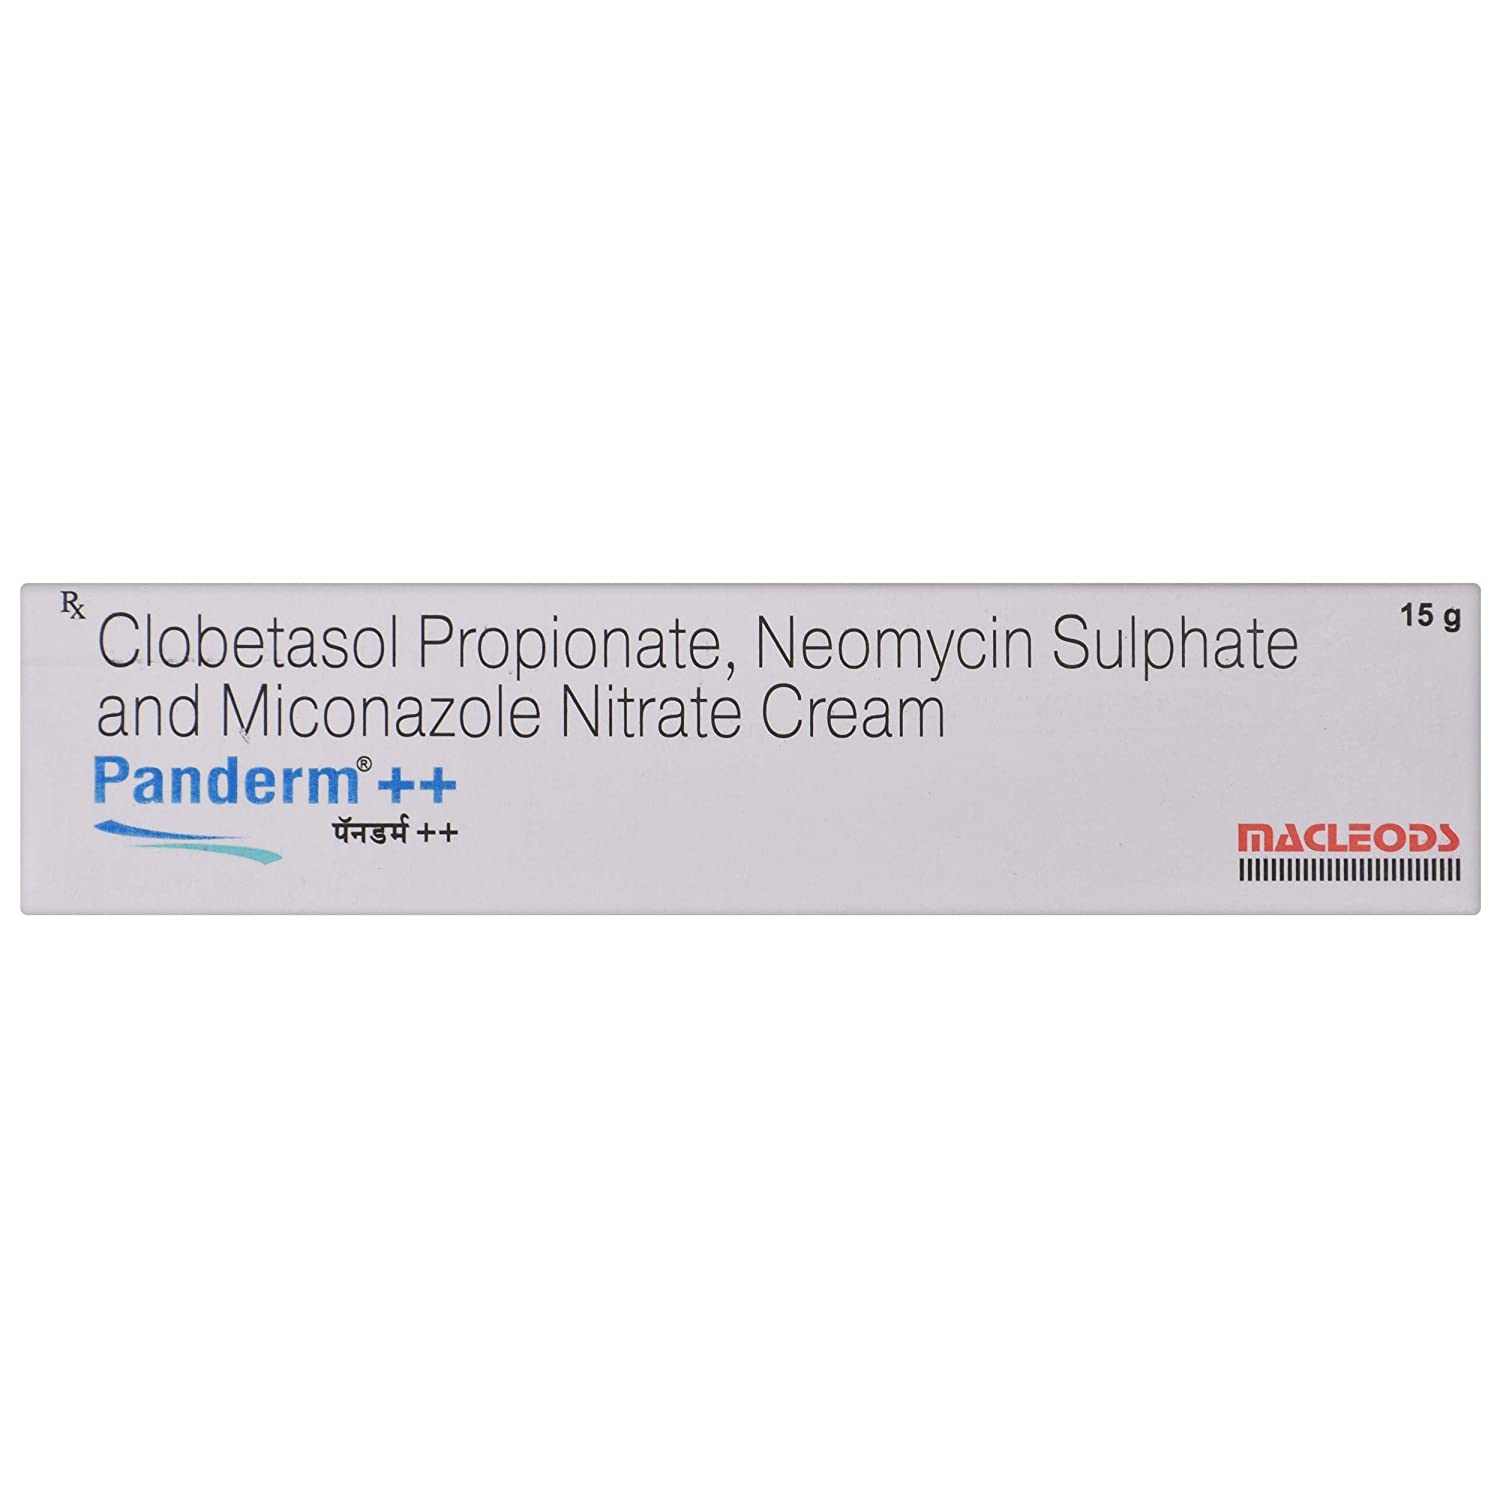 Rx
15 g
Clobetasol Propionate, Neomycin Sulphate
and Miconazole Nitrate Cream
Panderm® ++
पॅनडर्म ++
MACLEODS